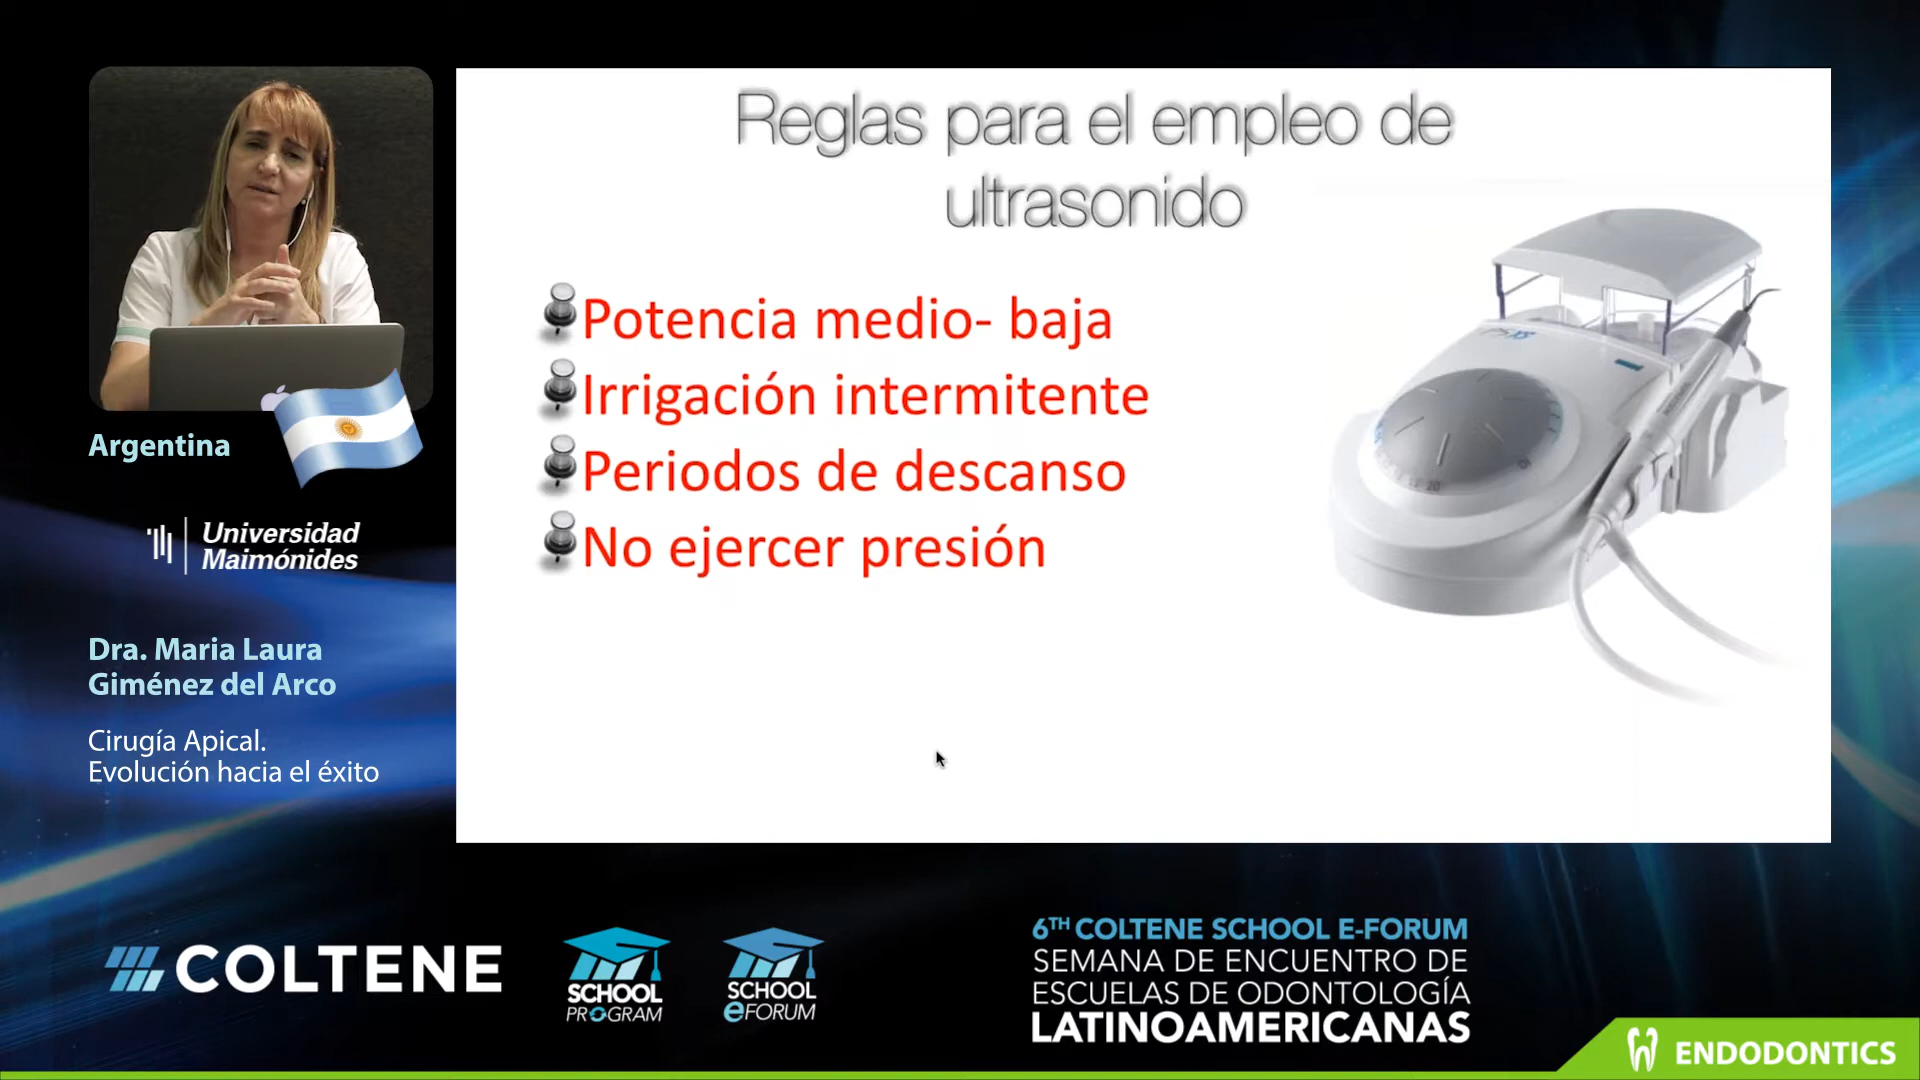 Reglas para el empleo de
ultrasonido
Potencia medio- baja
Irrigación intermitente
Periodos de descanso
No ejercer presión
Argentina
Universidad
Maimónides
Dra. Maria Laura
Giménez del Arco
Cirugía Apical.
Evolución hacia el éxito
COLTENE
SCHOOL
PROGRAM
SCHOOL
eFORUM
6TH COLTENE SCHOOL E-FORUM
SEMANA DE ENCUENTRO DE
ESCUELAS DE ODONTOLOGÍA
LATINOAMERICANAS
ENDODONTICS